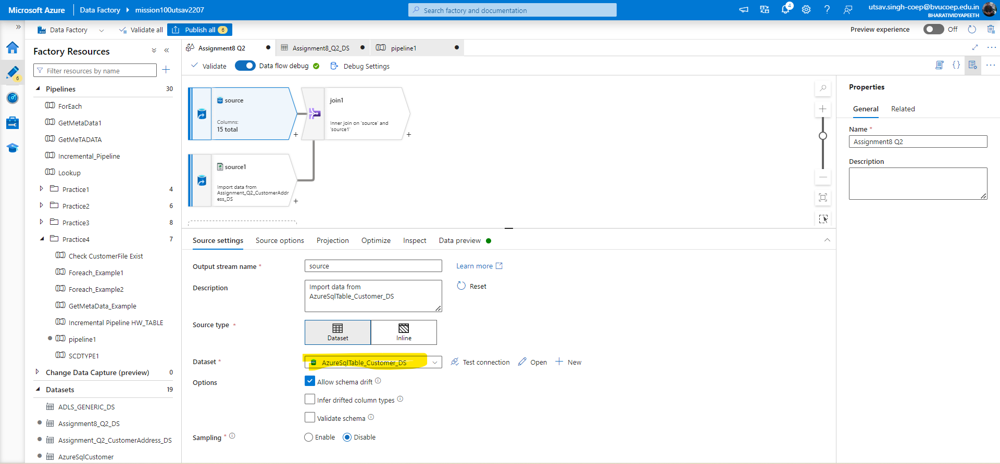 Microsoft Azure
Data Factory
mission100utsav2207
Search factory and documentation
4
utsav.singh-coep@bvucoep.edu.in
BHARATIVIDYAPEETH
Data Factory
Validate all
Publish all
6
Preview experience
Off
6
Factory Resources
Filter resources by name
Pipelines
30
ForEach
GetMetaData1
GetMeTADATA
Incremental_Pipeline
Lookup
Practice1
4
Practice2
6
Practice3
8
Practice4
7
Check CustomerFile Exist
Foreach_Example1
Foreach_Example2
GetMetaData_Example
Incremental Pipeline HW_TABLE
pipeline1
SCDTYPE1
Change Data Capture (preview)
0
Datasets
19
ADLS_GENERIC_DS
Assignment8_Q2_DS
Assignment_Q2_CustomerAddress_DS
AzureSqlCustomer
Assignment8 Q2
Assignment8_Q2_DS
pipeline1
Validate
Data flow debug
Debug Settings
source
Columns:
15 total
join1
Inner join on 'source' and
'source1'
source1
Import data from
Assignment_Q2_CustomerAddr
ess_DS
Source settings
Source options
Projection
Optimize
Inspect
Data preview
Output stream name *
source
Learn more
Description
Import data from
AzureSqlTable_Customer_DS
Reset
Source type *
Dataset
Inline
Dataset *
AzureSqlTable_Customer_DS
Test connection
Open
New
Options
Allow schema drift
Infer drifted column types
Validate schema
Sampling *
Enable
Disable
Properties
General
Related
Name *
Assignment8 Q2
Description